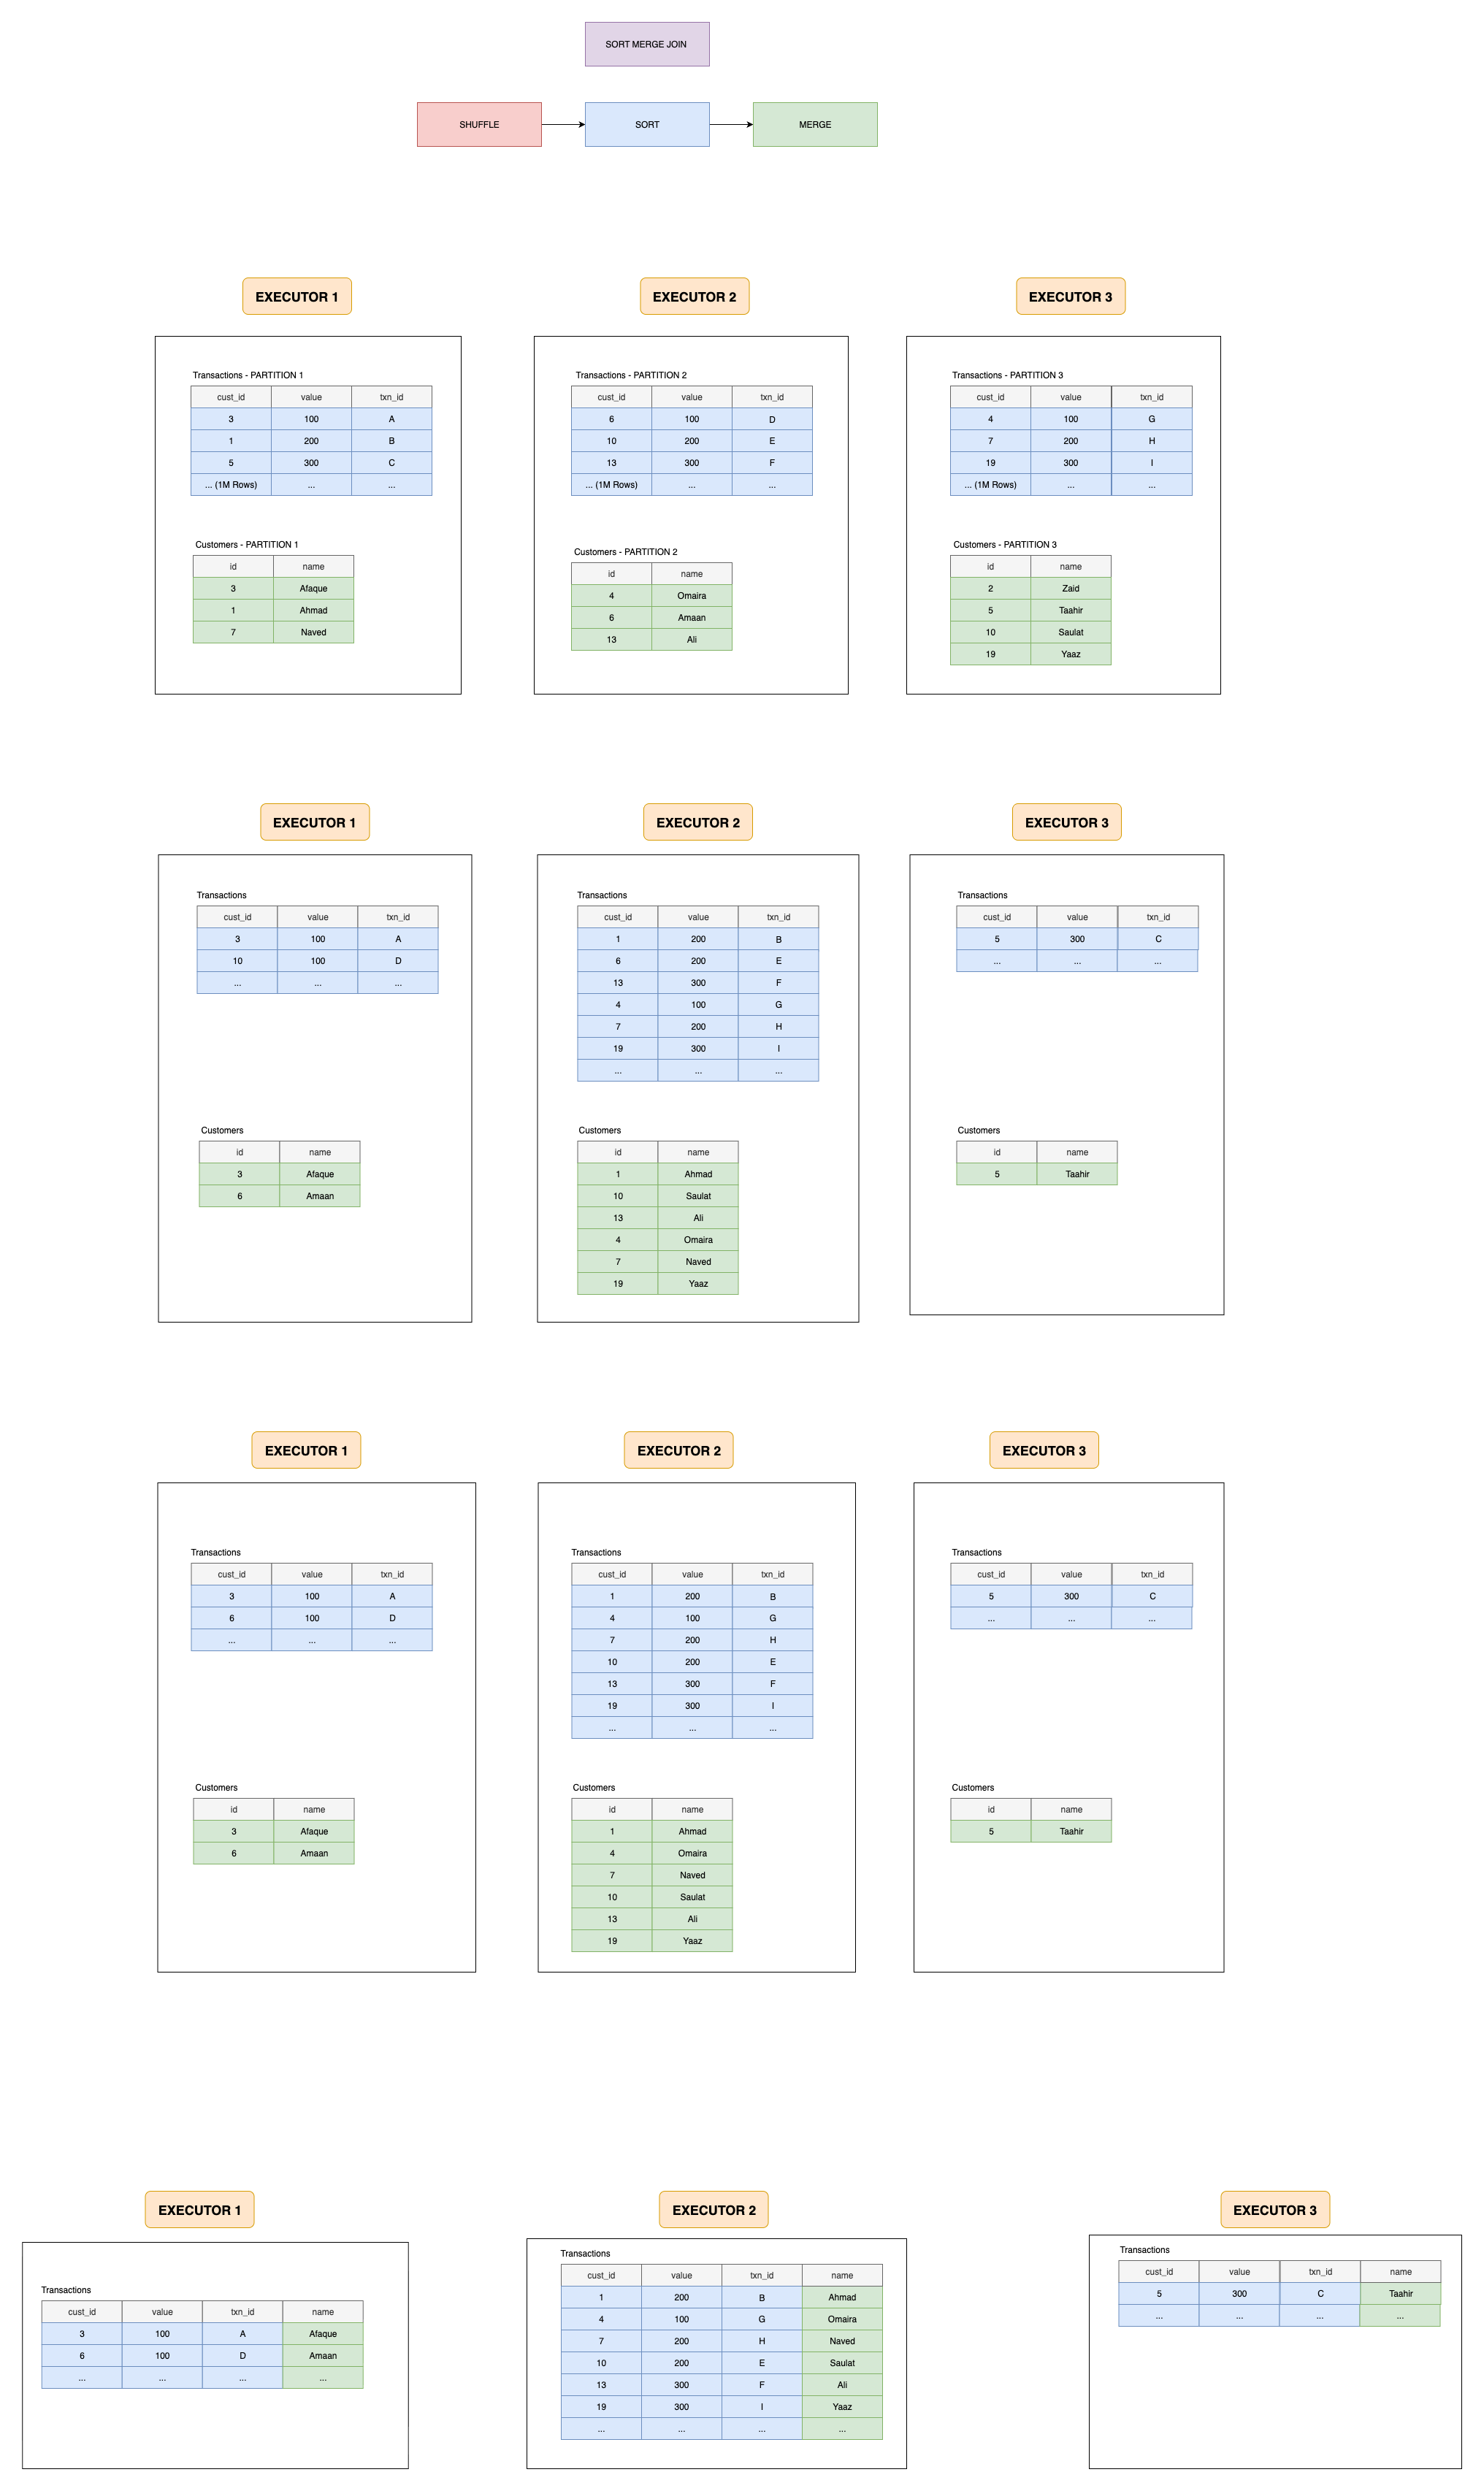 SORT MERGE JOIN
SHUFFLE
SORT
MERGE
EXECUTOR 1
Transactions - PARTITION 1
cust_id value txn_id
3 100 A
1 200 B
5 300 C
... (1M Rows) ... ...
Customers - PARTITION 1
id name
3 Afaque
1 Ahmad
7 Naved
EXECUTOR 2
Transactions - PARTITION 2
cust_id value txn_id
6 100 D
10 200 E
13 300 F
... (1M Rows) ... ...
Customers - PARTITION 2
id name
4 Omaira
6 Amaan
13 Ali
EXECUTOR 3
Transactions - PARTITION 3
cust_id value txn_id
4 100 G
7 200 H
19 300 I
... (1M Rows) ... ...
Customers - PARTITION 3
id name
2 Zaid
5 Taahir
10 Saulat
19 Yaaz
EXECUTOR 1
Transactions
cust_id value txn_id
3 100 A
10 100 D
... ... ...
Customers
id name
3 Afaque
6 Amaan
EXECUTOR 2
Transactions
cust_id value txn_id
1 200 B
6 200 E
13 300 F
4 100 G
7 200 H
19 300 I
... ... ...
Customers
id name
1 Ahmad
10 Saulat
13 Ali
4 Omaira
7 Naved
19 Yaaz
EXECUTOR 3
Transactions
cust_id value txn_id
5 300 C
... ... ...
Customers
id name
5 Taahir
EXECUTOR 1
Transactions
cust_id value txn_id
3 100 A
6 100 D
... ... ...
Customers
id name
3 Afaque
6 Amaan
EXECUTOR 2
Transactions
cust_id value txn_id
1 200 B
4 100 G
7 200 H
10 200 E
13 300 F
19 300 I
... ... ...
Customers
id name
1 Ahmad
4 Omaira
7 Naved
10 Saulat
13 Ali
19 Yaaz
EXECUTOR 3
Transactions
cust_id value txn_id
5 300 C
... ... ...
Customers
id name
5 Taahir
EXECUTOR 1
Transactions
cust_id value txn_id name
3 100 A Afaque
6 100 D Amaan
... ... ... ...
EXECUTOR 2
Transactions
cust_id value txn_id name
1 200 B Ahmad
4 100 G Omaira
7 200 H Naved
10 200 E Saulat
13 300 F Ali
19 300 I Yaaz
... ... ... ...
EXECUTOR 3
Transactions
cust_id value txn_id name
5 300 C Taahir
... ... ... ...